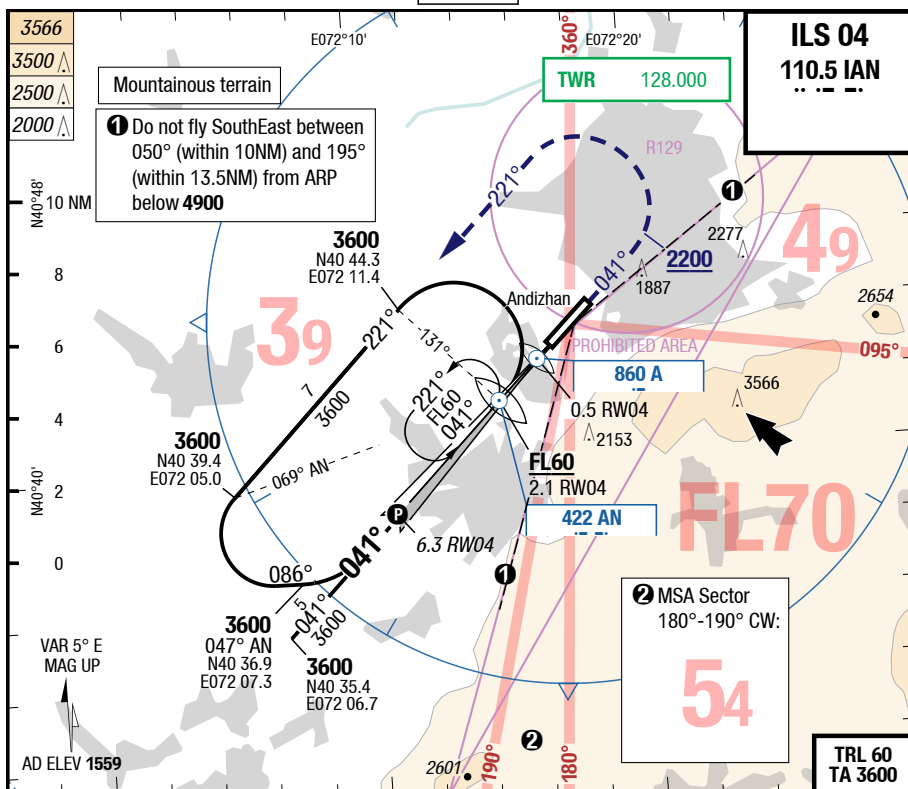 3566
3500
2500
2000
E072°10'
E072°20'
360°
ILS 04
110.5 IAN
TWR 128.000
Mountainous terrain
1 Do not fly SouthEast between
050° (within 10NM) and 195°
(within 13.5NM) from ARP
below 4900
R129
N40°48'
10 NM
8
6
4
2
0
N40°40'
221°
1
2277
49
3600
N40 44.3
E072 11.4
041°
2200
1887
Andizhan
2654
39
221°
131°
PROHIBITED AREA
095°
860 A
7
3600
221°
FL60
041°
0.5 RW04
3566
2153
3600
N40 39.4
E072 05.0
069° AN
FL60
2.1 RW04
422 AN
FL70
P
6.3 RW04
041°
086°
1
5
041°
3600
3600
047° AN
N40 36.9
E072 07.3
3600
N40 35.4
E072 06.7
2 MSA Sector
180°-190° CW:
54
VAR 5° E
MAG UP
AD ELEV 1559
2
2601
190°
180°
TRL 60
TA 3600